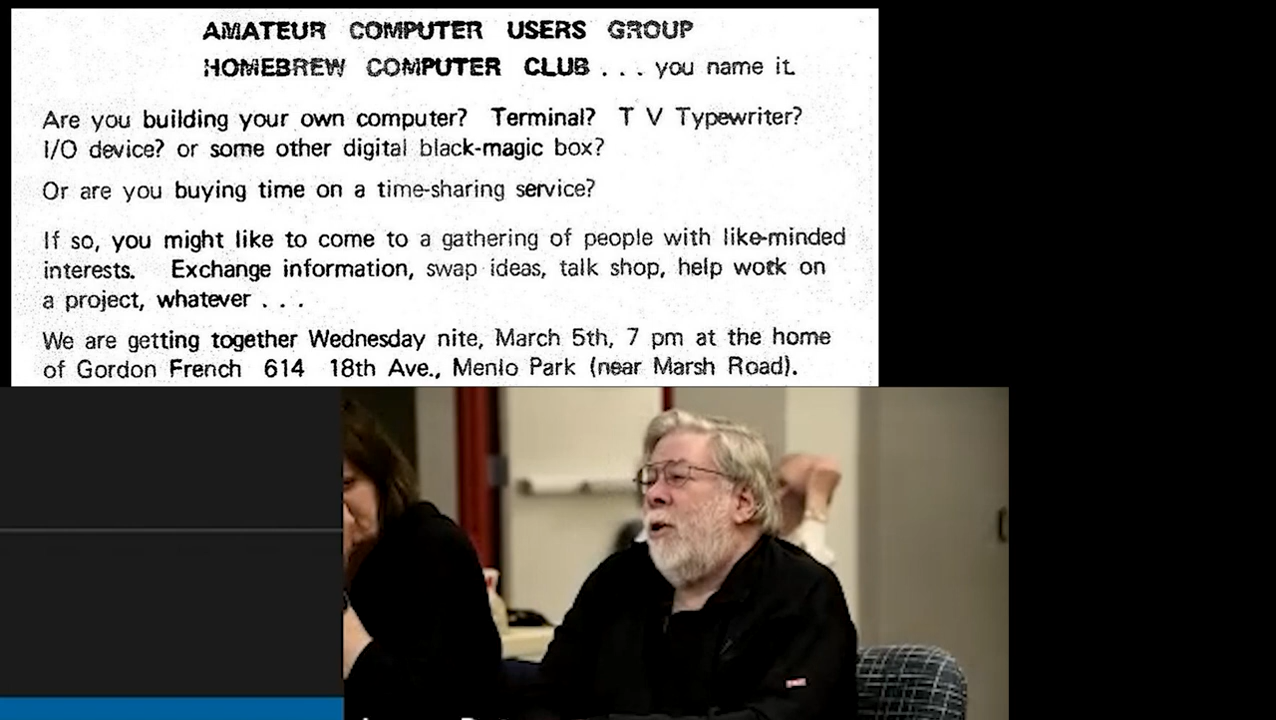 AMATEUR COMPUTER USERS GROUP
HOMEBREW COMPUTER CLUB . . . you name it.
Are you building your own computer? Terminal? T V Typewriter?
I/O device? or some other digital black-magic box?
Or are you buying time on a time-sharing service?
If so, you might like to come to a gathering of people with like-minded
interests. Exchange information, swap ideas, talk shop, help work on
a project, whatever . . .
We are getting together Wednesday nite, March 5th, 7 pm at the home
of Gordon French 614 18th Ave., Menlo Park (near Marsh Road).